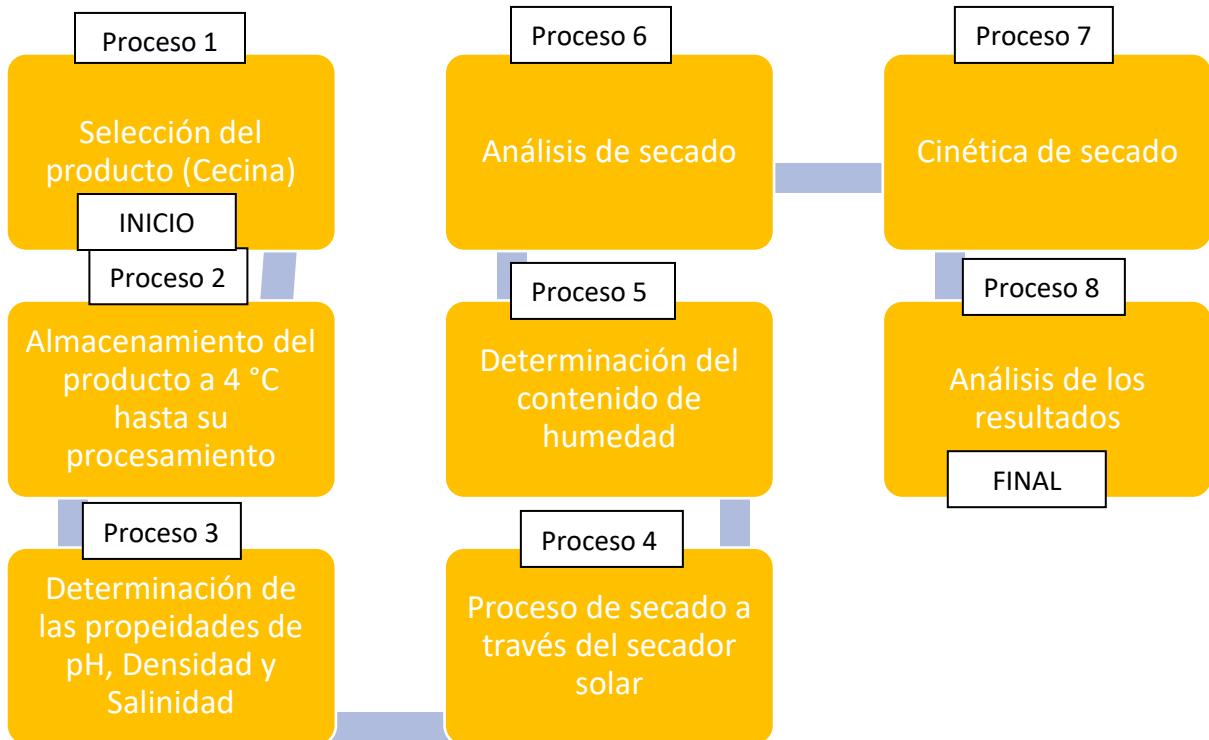 Proceso 1
Selección del
producto (Cecina)
INICIO
Proceso 2
Almacenamiento del
producto a 4 °C
hasta su
procesamiento
Proceso 3
Determinación de
las propeidades de
pH, Densidad y
Salinidad
Proceso 4
Proceso de secado a
través del secador
solar
Proceso 5
Determinación del
contenido de
humedad
Proceso 6
Análisis de secado
Proceso 7
Cinética de secado
Proceso 8
Análisis de los
resultados
FINAL